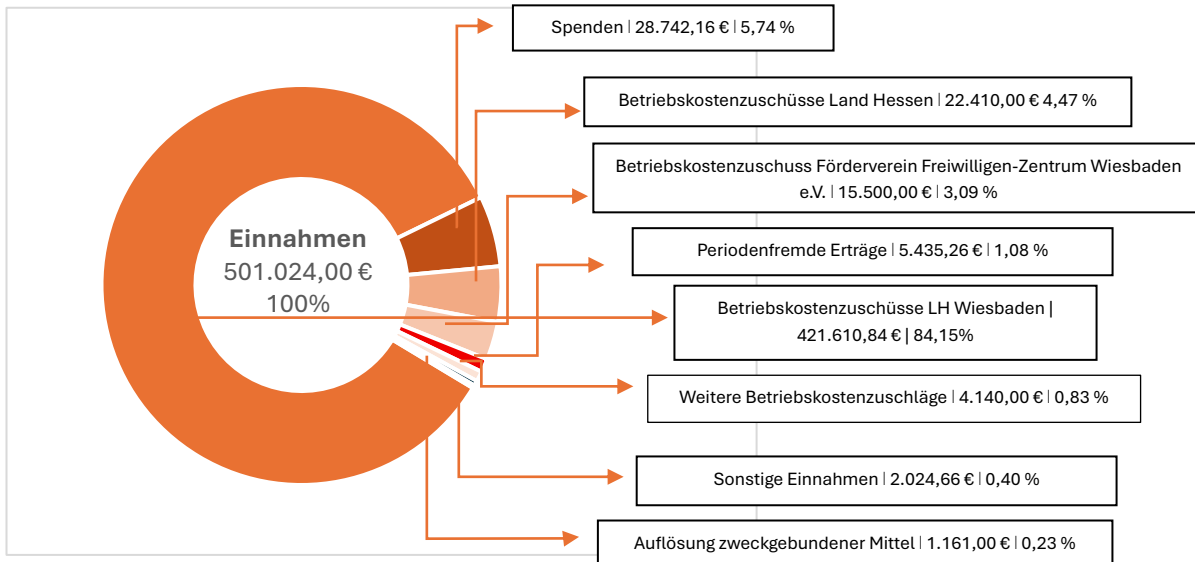 Spenden | 28.742,16 € | 5,74 %
Betriebskostenzuschüsse Land Hessen | 22.410,00 € 4,47 %
Betriebskostenzuschuss Förderverein Freiwilligen-Zentrum Wiesbaden
e.V. | 15.500,00 € | 3,09 %
Einnahmen
501.024,00 €
100%
Periodenfremde Erträge | 5.435,26 € | 1,08 %
Betriebskostenzuschüsse LH Wiesbaden |
421.610,84 € | 84,15%
Weitere Betriebskostenzuschläge | 4.140,00 € | 0,83 %
Sonstige Einnahmen | 2.024,66 € | 0,40 %
Auflösung zweckgebundener Mittel | 1.161,00 € | 0,23 %